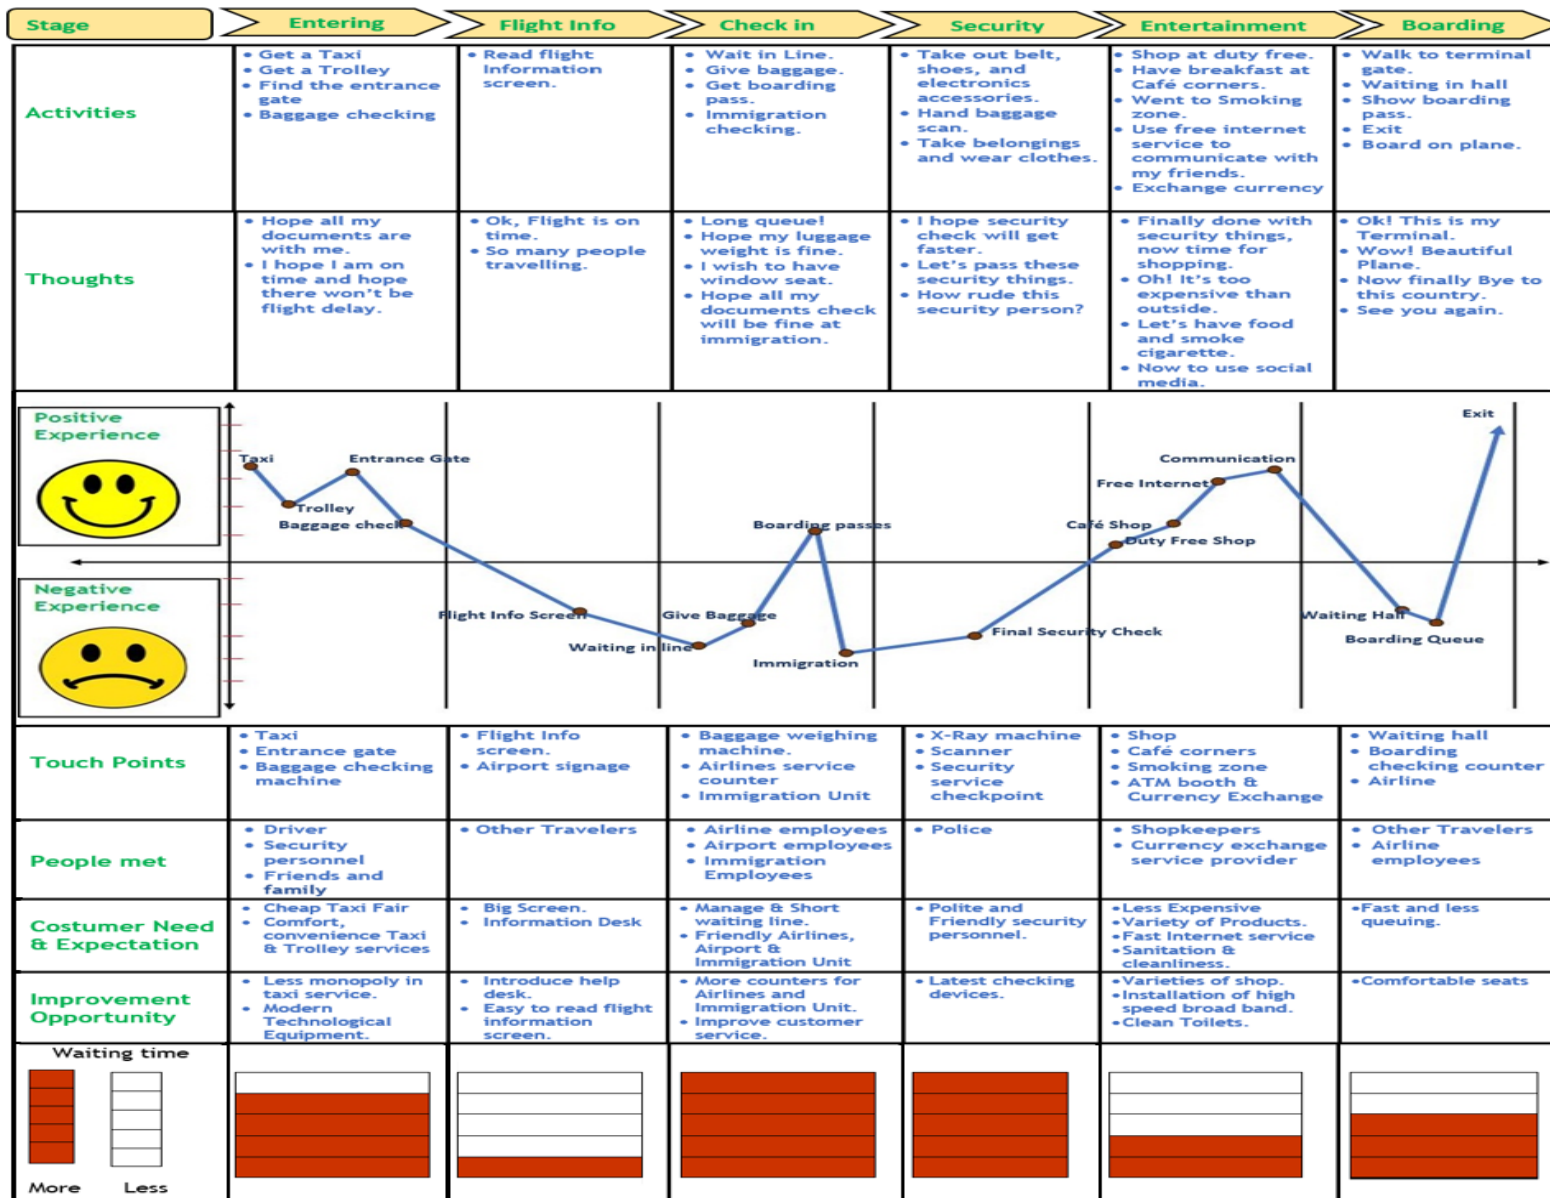 Stage
Entering
Flight Info
Check in
Security
Entertainment
Boarding
Activities
• Get a Taxi
• Get a Trolley
• Find the entrance
gate
• Baggage checking
• Read flight
Information
screen.
• Wait in Line.
• Give baggage.
• Get boarding
pass.
• Immigration
checking.
• Take out belt,
shoes, and
electronics
accessories.
• Hand baggage
scan.
• Take belongings
and wear clothes.
• Shop at duty free.
• Have breakfast at
Café corners.
• Went to Smoking
zone.
• Use free internet
service to
communicate with
my friends.
• Exchange currency
• Walk to terminal
gate.
• Waiting in hall
• Show boarding
pass.
• Exit
• Board on plane.
Thoughts
• Hope all my
documents are
with me.
• I hope I am on
time and hope
there won't be
flight delay.
• Ok, Flight is on
time.
• So many people
travelling.
• Long queue!
• Hope my luggage
weight is fine.
• I wish to have
window seat.
• Hope all my
documents check
will be fine at
immigration.
• I hope security
check will get
faster.
• Let's pass these
security things.
• How rude this
security person?
• Finally done with
security things,
now time for
shopping.
• Oh! It's too
expensive than
outside.
• Let's have food
and smoke
cigarette.
• Now to use social
media.
• Ok! This is my
Terminal.
• Wow! Beautiful
Plane.
• Now finally Bye to
this country.
• See you again.
Positive
Experience
Negative
Experience
Taxi
Trolley
Entrance Gate
Baggage check
Flight Info Screen
Waiting in line
Give Baggage
Boarding passes
Immigration
Final Security Check
Duty Free Shop
Café Shop
Free Internet
Communication
Waiting Hall
Boarding Queue
Exit
Touch Points
• Taxi
• Entrance gate
• Baggage checking
machine
• Flight Info
screen.
• Airport signage
• Baggage weighing
machine.
• Airlines service
counter
• Immigration Unit
• X-Ray machine
• Scanner
• Security
service
checkpoint
• Shop
• Café corners
• Smoking zone
• ATM booth &
Currency Exchange
• Waiting hall
• Boarding
checking counter
• Airline
People met
• Driver
• Security
personnel
• Friends and
family
• Other Travelers
• Airline employees
• Airport employees
• Immigration
Employees
• Police
• Shopkeepers
• Currency exchange
service provider
• Other Travelers
• Airline
employees
Costumer Need
& Expectation
• Cheap Taxi Fair
• Comfort,
convenience Taxi
& Trolley services
• Big Screen.
• Information Desk
• Manage & Short
waiting line.
• Friendly Airlines,
Airport &
Immigration Unit
• Polite and
Friendly security
personnel.
•Less Expensive
•Variety of Products.
•Fast Internet service
•Sanitation &
cleanliness.
•Fast and less
queuing.
Improvement
Opportunity
• Less monopoly in
taxi service.
• Modern
Technological
Equipment.
• Introduce help
desk.
• Easy to read flight
information
screen.
• More counters for
Airlines and
Immigration Unit.
• Improve customer
service.
• Latest checking
devices.
•Varieties of shop.
•Installation of high
speed broad band.
•Clean Toilets.
•Comfortable seats
Waiting time
More
Less